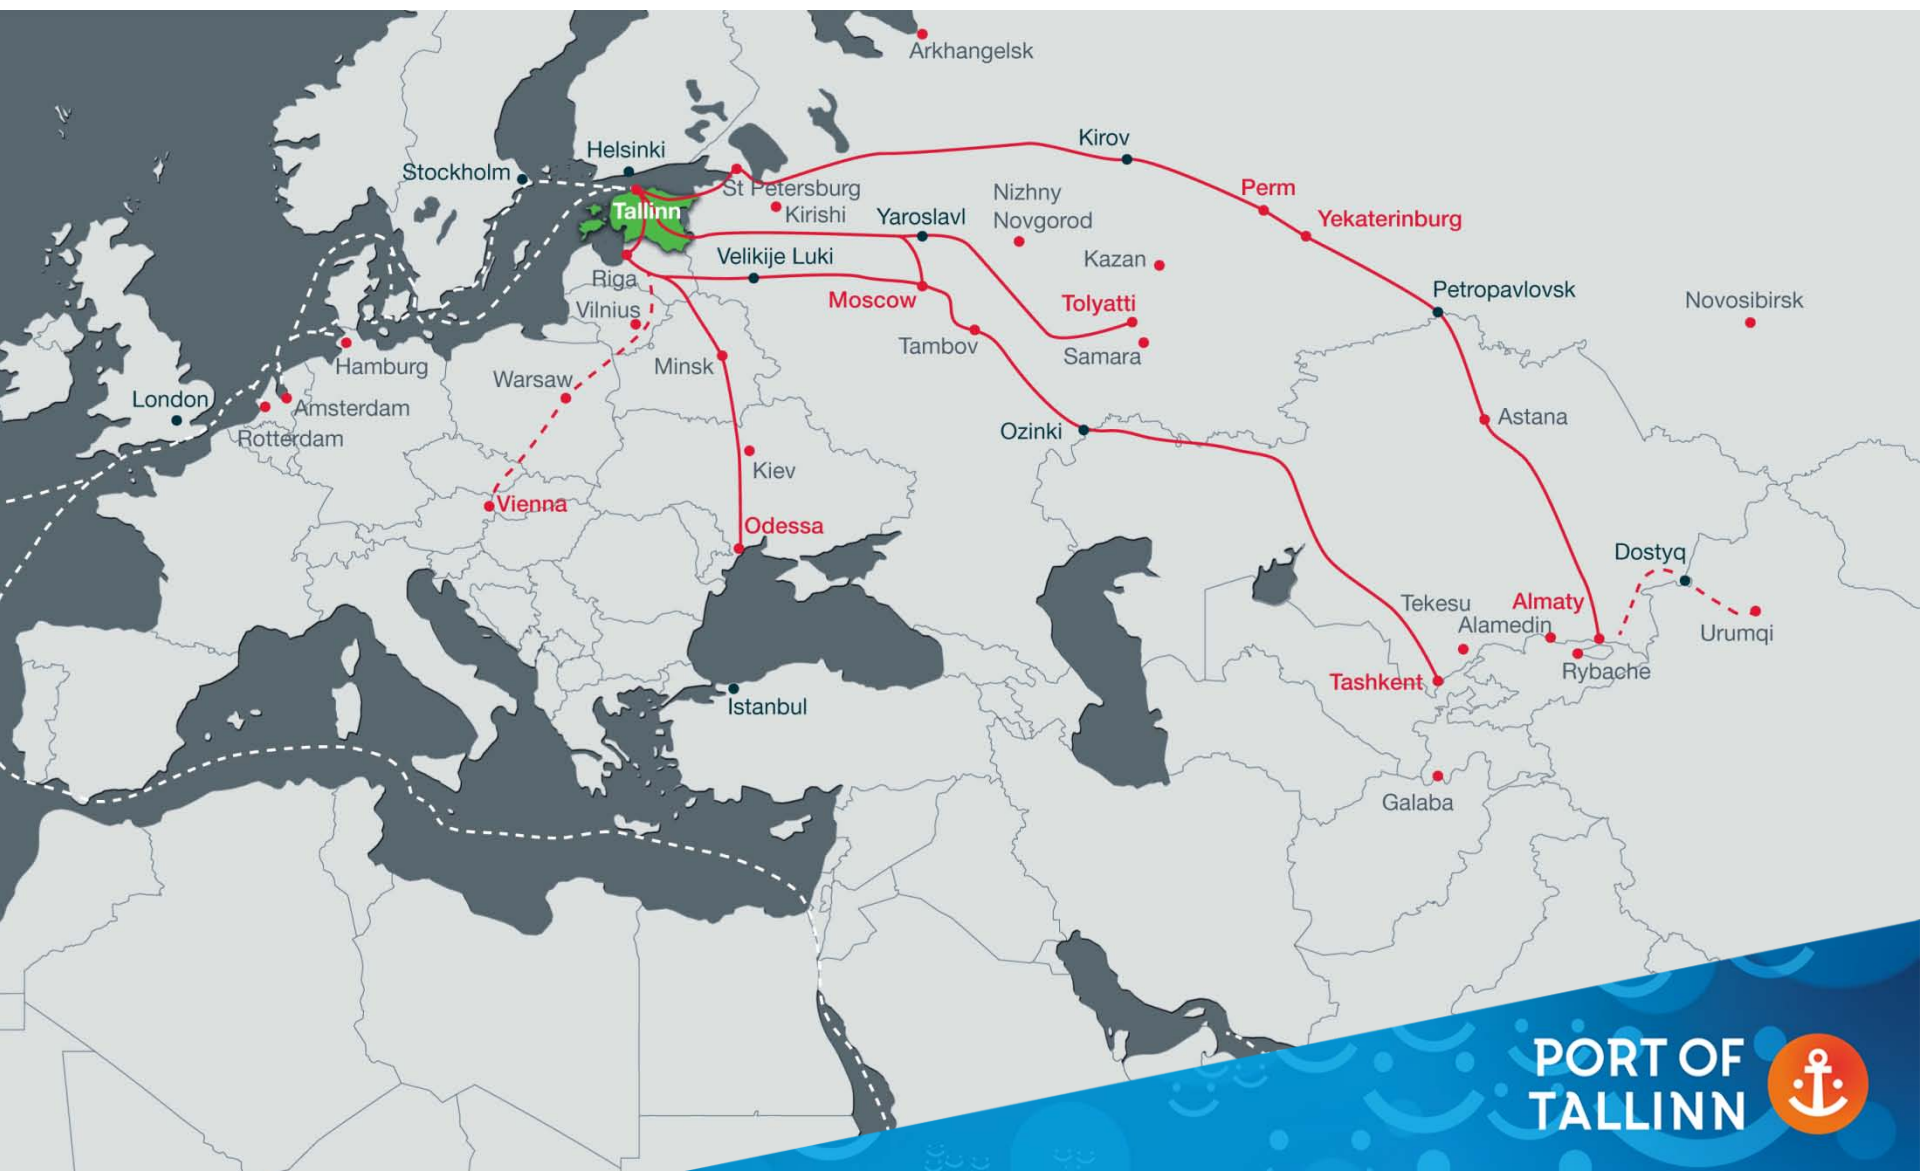 Arkhangelsk
Kirov
Helsinki
Stockholm
St Petersburg
Perm
Nizhny
Novgorod
Tallinn
Kirishi
Yaroslavl
Yekaterinburg
Velikije Luki
Kazan
Riga
Petropavlovsk
Moscow
Tolyatti
Novosibirsk
Vilnius
Tambov
Samara
Hamburg
Minsk
Warsaw
London
Amsterdam
Rotterdam
Astana
Ozinki
Kiev
Vienna
Odessa
Dostyq
Tekesu
Almaty
Alamedin
Urumqi
Rybache
Tashkent
Istanbul
Galaba
PORT OF
TALLINN